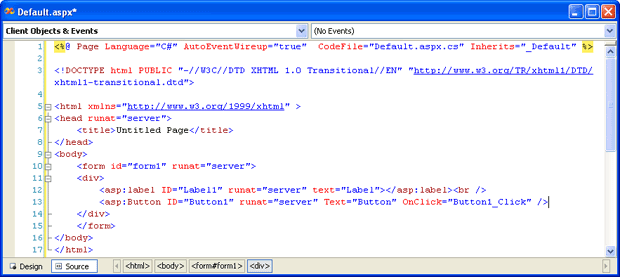 Default.aspx*
Client Objects & Events
(No Events)
1 <%@ Page Language="C#" AutoEventWireup="true"  CodeFile="Default.aspx.cs" Inherits="_Default" %>
2
3 <!DOCTYPE html PUBLIC "-//W3C//DTD XHTML 1.0 Transitional//EN" "http://www.w3.org/TR/xhtml1/DTD/
xhtml1-transitional.dtd">
4
5 <html xmlns="http://www.w3.org/1999/xhtml" >
6 <head runat="server">
7     <title>Untitled Page</title>
8 </head>
9 <body>
10     <form id="form1" runat="server">
11     <div>
12         <asp:label ID="Label1" runat="server" text="Label"></asp:label><br />
13         <asp:Button ID="Button1" runat="server" Text="Button" OnClick="Button1_Click" />
14     </div>
15     </form>
16 </body>
17 </html>
Design Source <html> <body> <form#form1> <div>